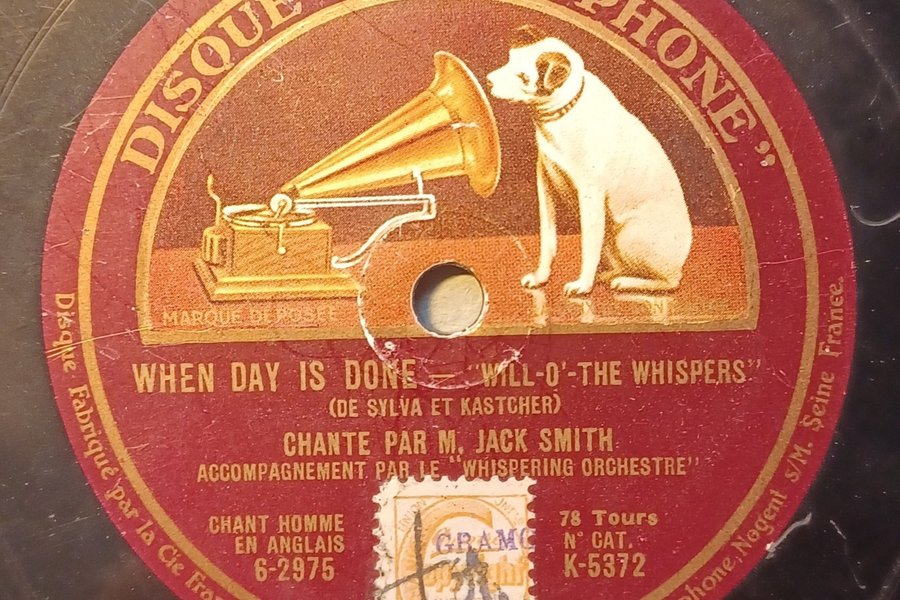 DISQUE
PHONE"
MARQUE DEPOSÉE
WHEN DAY IS DONE — "WILL-O'-THE WHISPERS"
(DE SYLVA ET KASTCHER)
CHANTE PAR M. JACK SMITH
ACCOMPAGNEMENT PAR LE "WHISPERING ORCHESTRE"
CHANT HOMME
EN ANGLAIS
6-2975
78 Tours
N° CAT.
K-5372
GRAMO
Disque Fabriqué par la Cie Fran
phone, Nogent s/M. Seine France.